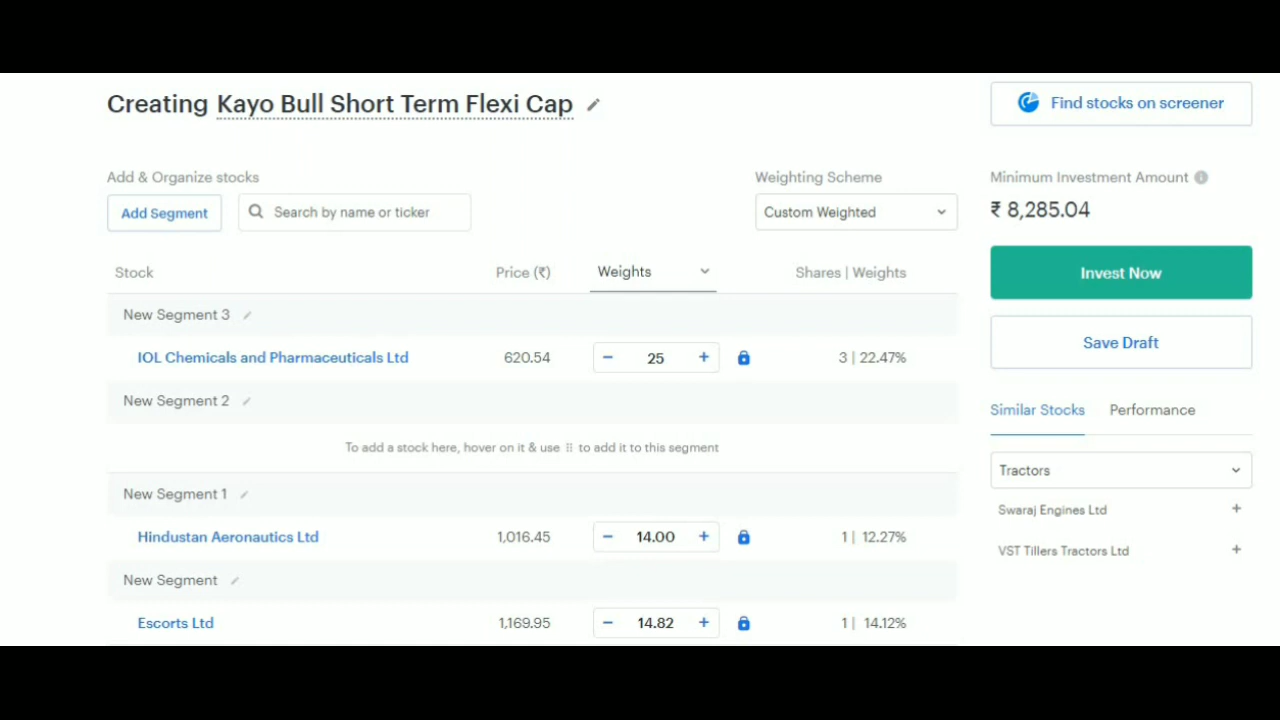 Creating Kayo Bull Short Term Flexi Cap
Find stocks on screener
Add & Organize stocks
Weighting Scheme
Minimum Investment Amount
Add Segment
Search by name or ticker
Custom Weighted
₹ 8,285.04
Stock Price (₹) Weights Shares | Weights
Invest Now
New Segment 3
IOL Chemicals and Pharmaceuticals Ltd 620.54 − 25 + 3 | 22.47%
Save Draft
New Segment 2
Similar Stocks Performance
To add a stock here, hover on it & use ⠿ to add it to this segment
Tractors
New Segment 1
Swaraj Engines Ltd +
Hindustan Aeronautics Ltd 1,016.45 − 14.00 + 1 | 12.27%
VST Tillers Tractors Ltd +
New Segment
Escorts Ltd 1,169.95 − 14.82 + 1 | 14.12%